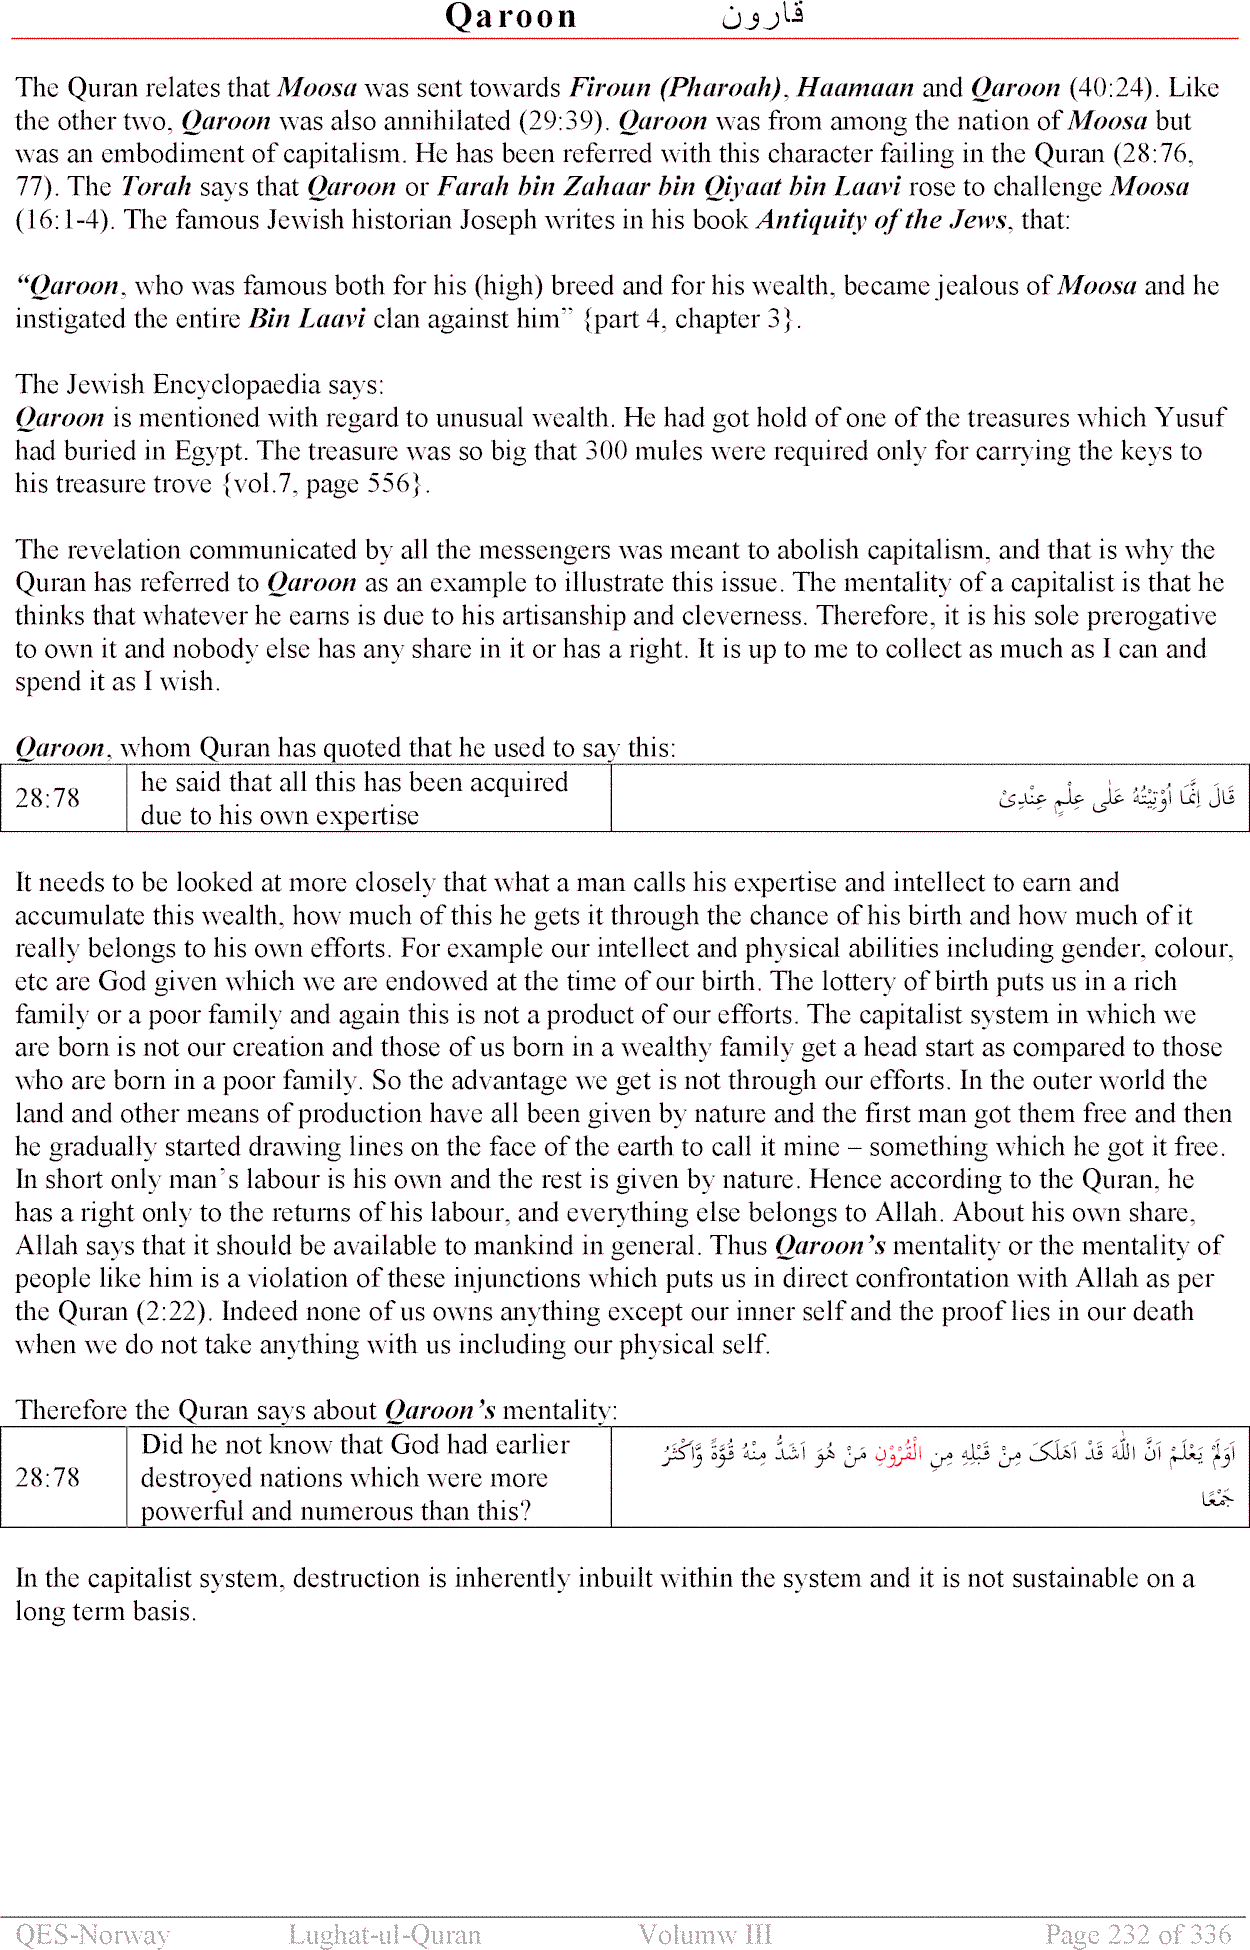 Qaroon قارون
The Quran relates that Moosa was sent towards Firoun (Pharoah), Haamaan and Qaroon (40:24). Like
the other two, Qaroon was also annihilated (29:39). Qaroon was from among the nation of Moosa but
was an embodiment of capitalism. He has been referred with this character failing in the Quran (28:76,
77). The Torah says that Qaroon or Farah bin Zahaar bin Qiyaat bin Laavi rose to challenge Moosa
(16:1-4). The famous Jewish historian Joseph writes in his book Antiquity of the Jews, that:
“Qaroon, who was famous both for his (high) breed and for his wealth, became jealous of Moosa and he
instigated the entire Bin Laavi clan against him” {part 4, chapter 3}.
The Jewish Encyclopaedia says:
Qaroon is mentioned with regard to unusual wealth. He had got hold of one of the treasures which Yusuf
had buried in Egypt. The treasure was so big that 300 mules were required only for carrying the keys to
his treasure trove {vol.7, page 556}.
The revelation communicated by all the messengers was meant to abolish capitalism, and that is why the
Quran has referred to Qaroon as an example to illustrate this issue. The mentality of a capitalist is that he
thinks that whatever he earns is due to his artisanship and cleverness. Therefore, it is his sole prerogative
to own it and nobody else has any share in it or has a right. It is up to me to collect as much as I can and
spend it as I wish.
Qaroon, whom Quran has quoted that he used to say this:
28:78
he said that all this has been acquired
due to his own expertise
قَالَ اِنَّمَاۤ اُوْتِيْتُهٗ عَلٰى عِلْمٍ عِنْدِىْ
It needs to be looked at more closely that what a man calls his expertise and intellect to earn and
accumulate this wealth, how much of this he gets it through the chance of his birth and how much of it
really belongs to his own efforts. For example our intellect and physical abilities including gender, colour,
etc are God given which we are endowed at the time of our birth. The lottery of birth puts us in a rich
family or a poor family and again this is not a product of our efforts. The capitalist system in which we
are born is not our creation and those of us born in a wealthy family get a head start as compared to those
who are born in a poor family. So the advantage we get is not through our efforts. In the outer world the
land and other means of production have all been given by nature and the first man got them free and then
he gradually started drawing lines on the face of the earth to call it mine – something which he got it free.
In short only man’s labour is his own and the rest is given by nature. Hence according to the Quran, he
has a right only to the returns of his labour, and everything else belongs to Allah. About his own share,
Allah says that it should be available to mankind in general. Thus Qaroon’s mentality or the mentality of
people like him is a violation of these injunctions which puts us in direct confrontation with Allah as per
the Quran (2:22). Indeed none of us owns anything except our inner self and the proof lies in our death
when we do not take anything with us including our physical self.
Therefore the Quran says about Qaroon’s mentality:
28:78
Did he not know that God had earlier
destroyed nations which were more
powerful and numerous than this?
اَوَلَمْ يَعْلَمْ اَنَّ اللّٰهَ قَدْ اَهْلَکَ مِنْ قَبْلِهٖ مِنَ الْقُرُوْنِ مَنْ هُوَ اَشَدُّ مِنْهُ قُوَّةً وَّاَکْثَرُ
جَمْعًا
In the capitalist system, destruction is inherently inbuilt within the system and it is not sustainable on a
long term basis.
QES-Norway Lughat-ul-Quran Volumw III Page 232 of 336